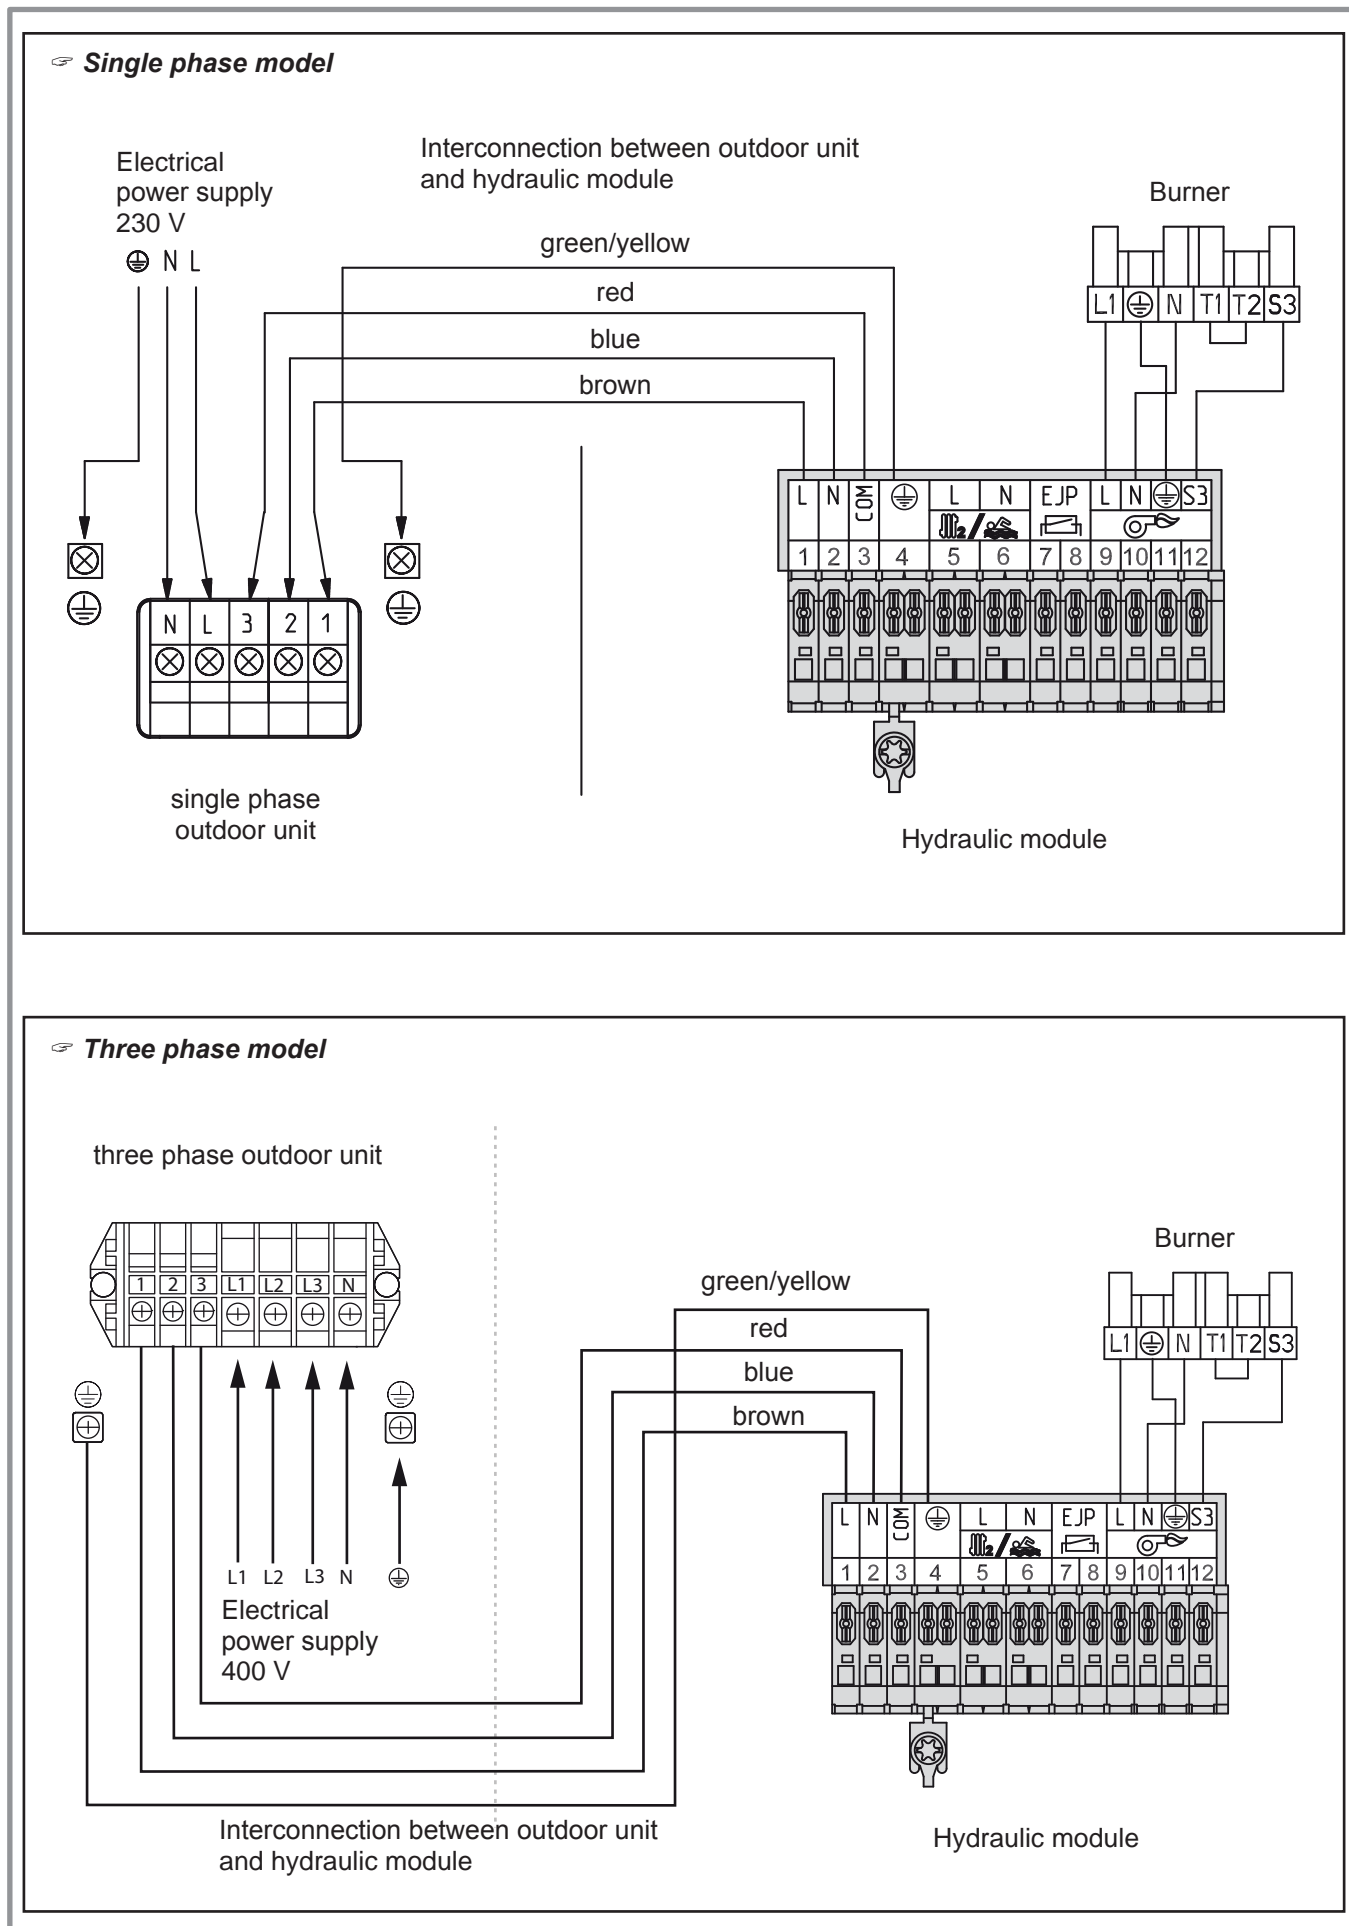 ☞ Single phase model
Electrical
power supply
230 V
Interconnection between outdoor unit
and hydraulic module
Burner
N L
green/yellow
red
blue
brown
L1 N T1 T2 S3
L N COM L N EJP L N S3
2 /
1 2 3 4 5 6 7 8 9 10 11 12
N L 3 2 1
single phase
outdoor unit
Hydraulic module
☞ Three phase model
three phase outdoor unit
Burner
1 2 3 L1 L2 L3 N
green/yellow
red
blue
brown
L1 N T1 T2 S3
L N COM L N EJP L N S3
2 /
1 2 3 4 5 6 7 8 9 10 11 12
L1 L2 L3 N
Electrical
power supply
400 V
Interconnection between outdoor unit
and hydraulic module
Hydraulic module